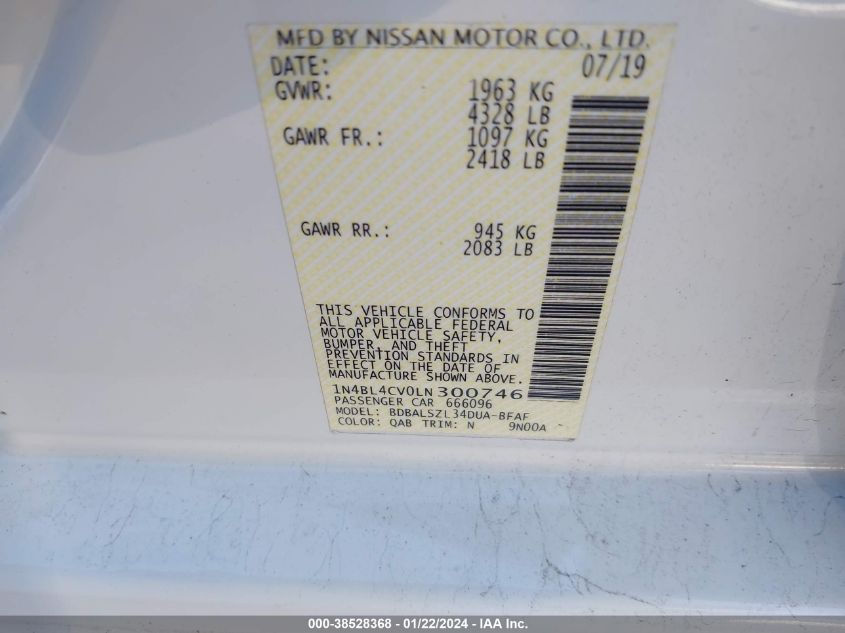 MFD BY NISSAN MOTOR CO., LTD.
DATE: 07/19
GVWR: 1963 KG
4328 LB
GAWR FR.: 1097 KG
2418 LB
GAWR RR.: 945 KG
2083 LB
THIS VEHICLE CONFORMS TO
ALL APPLICABLE FEDERAL
MOTOR VEHICLE SAFETY,
BUMPER, AND THEFT
PREVENTION STANDARDS IN
EFFECT ON THE DATE OF
MANUFACTURE SHOWN ABOVE.
1N4BL4CV0LN300746
PASSENGER CAR 666096
MODEL: BDBALSZL34DUA-BFAF
COLOR: QAB TRIM: N 9N00A
000-38528368 - 01/22/2024 - IAA Inc.